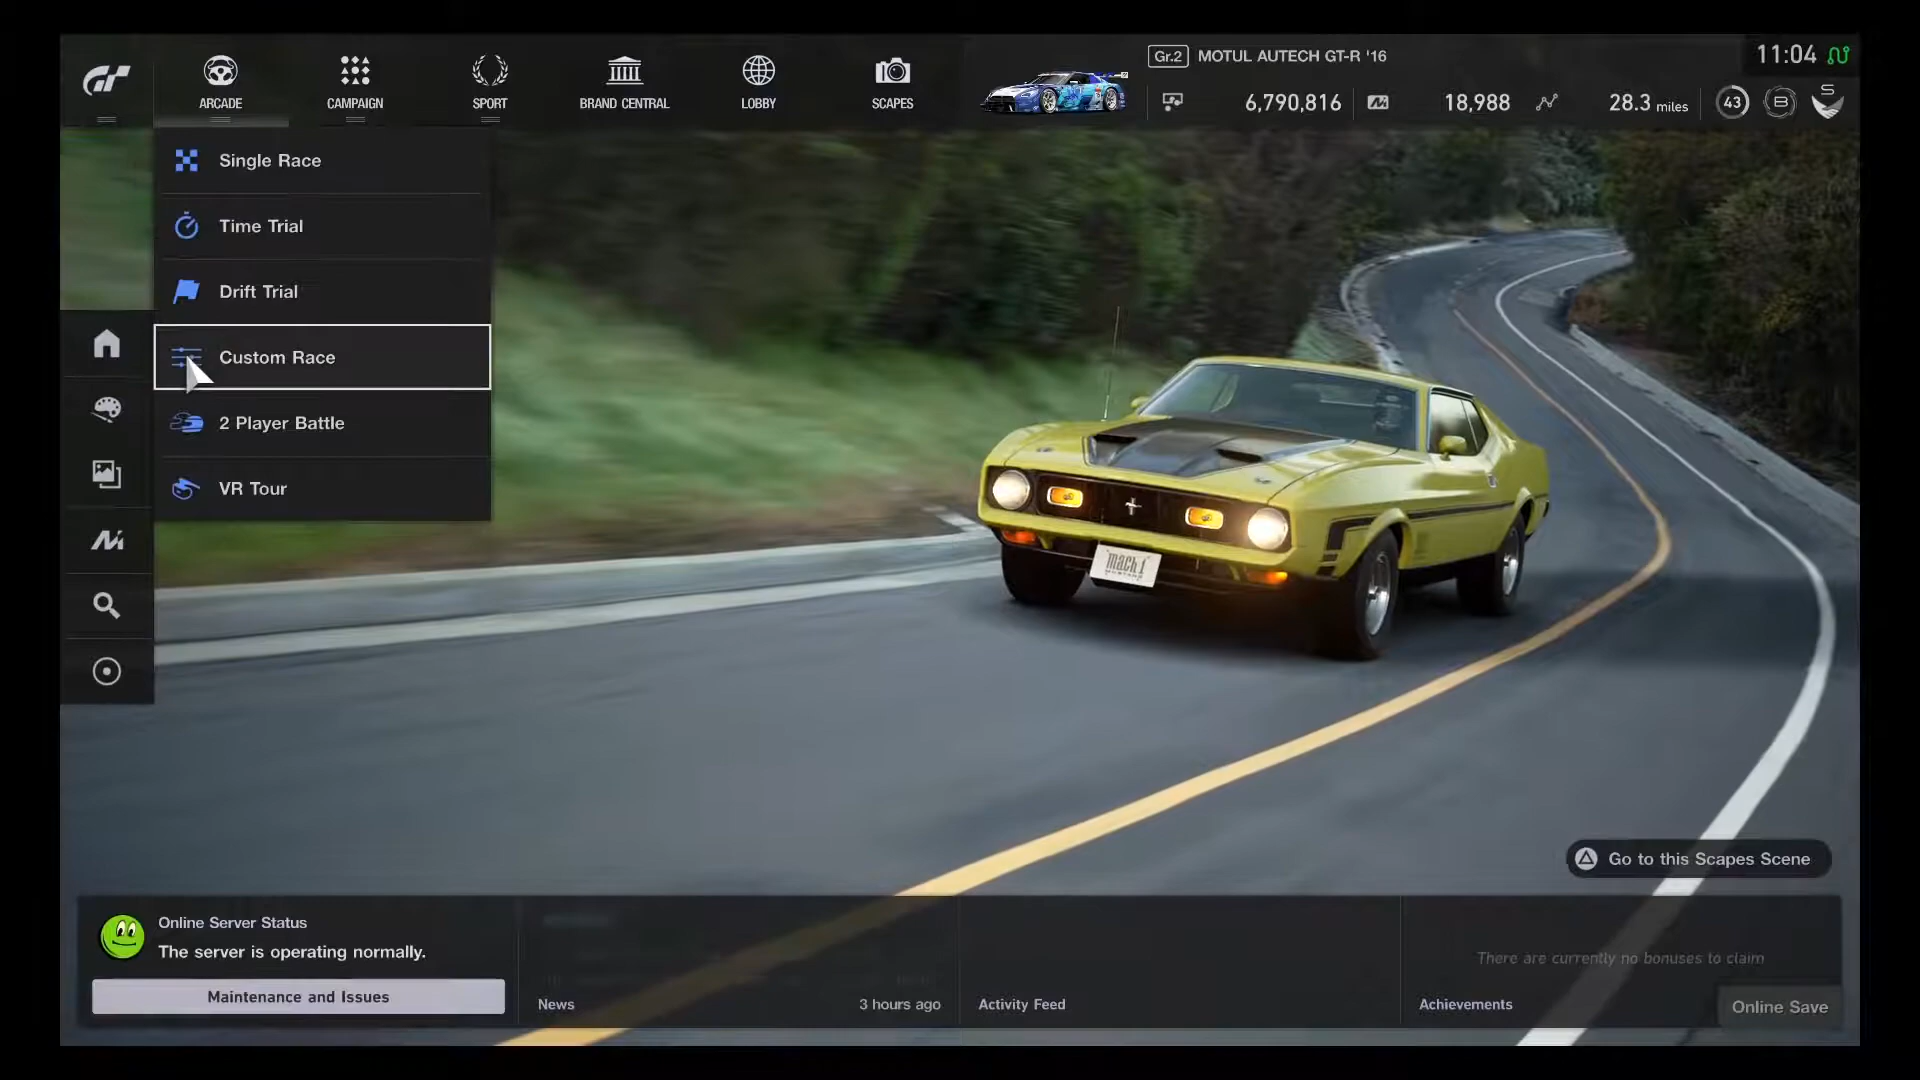 ARCADE
CAMPAIGN
SPORT
BRAND CENTRAL
LOBBY
SCAPES
Gr.2 MOTUL AUTECH GT-R '16
6,790,816
18,988
28.3 miles
11:04
43
B
S
Single Race
Time Trial
Drift Trial
Custom Race
2 Player Battle
VR Tour
mach 1
MUSTANG
Go to this Scapes Scene
Online Server Status
The server is operating normally.
Maintenance and Issues
News
3 hours ago
Activity Feed
There are currently no bonuses to claim
Achievements
Online Save